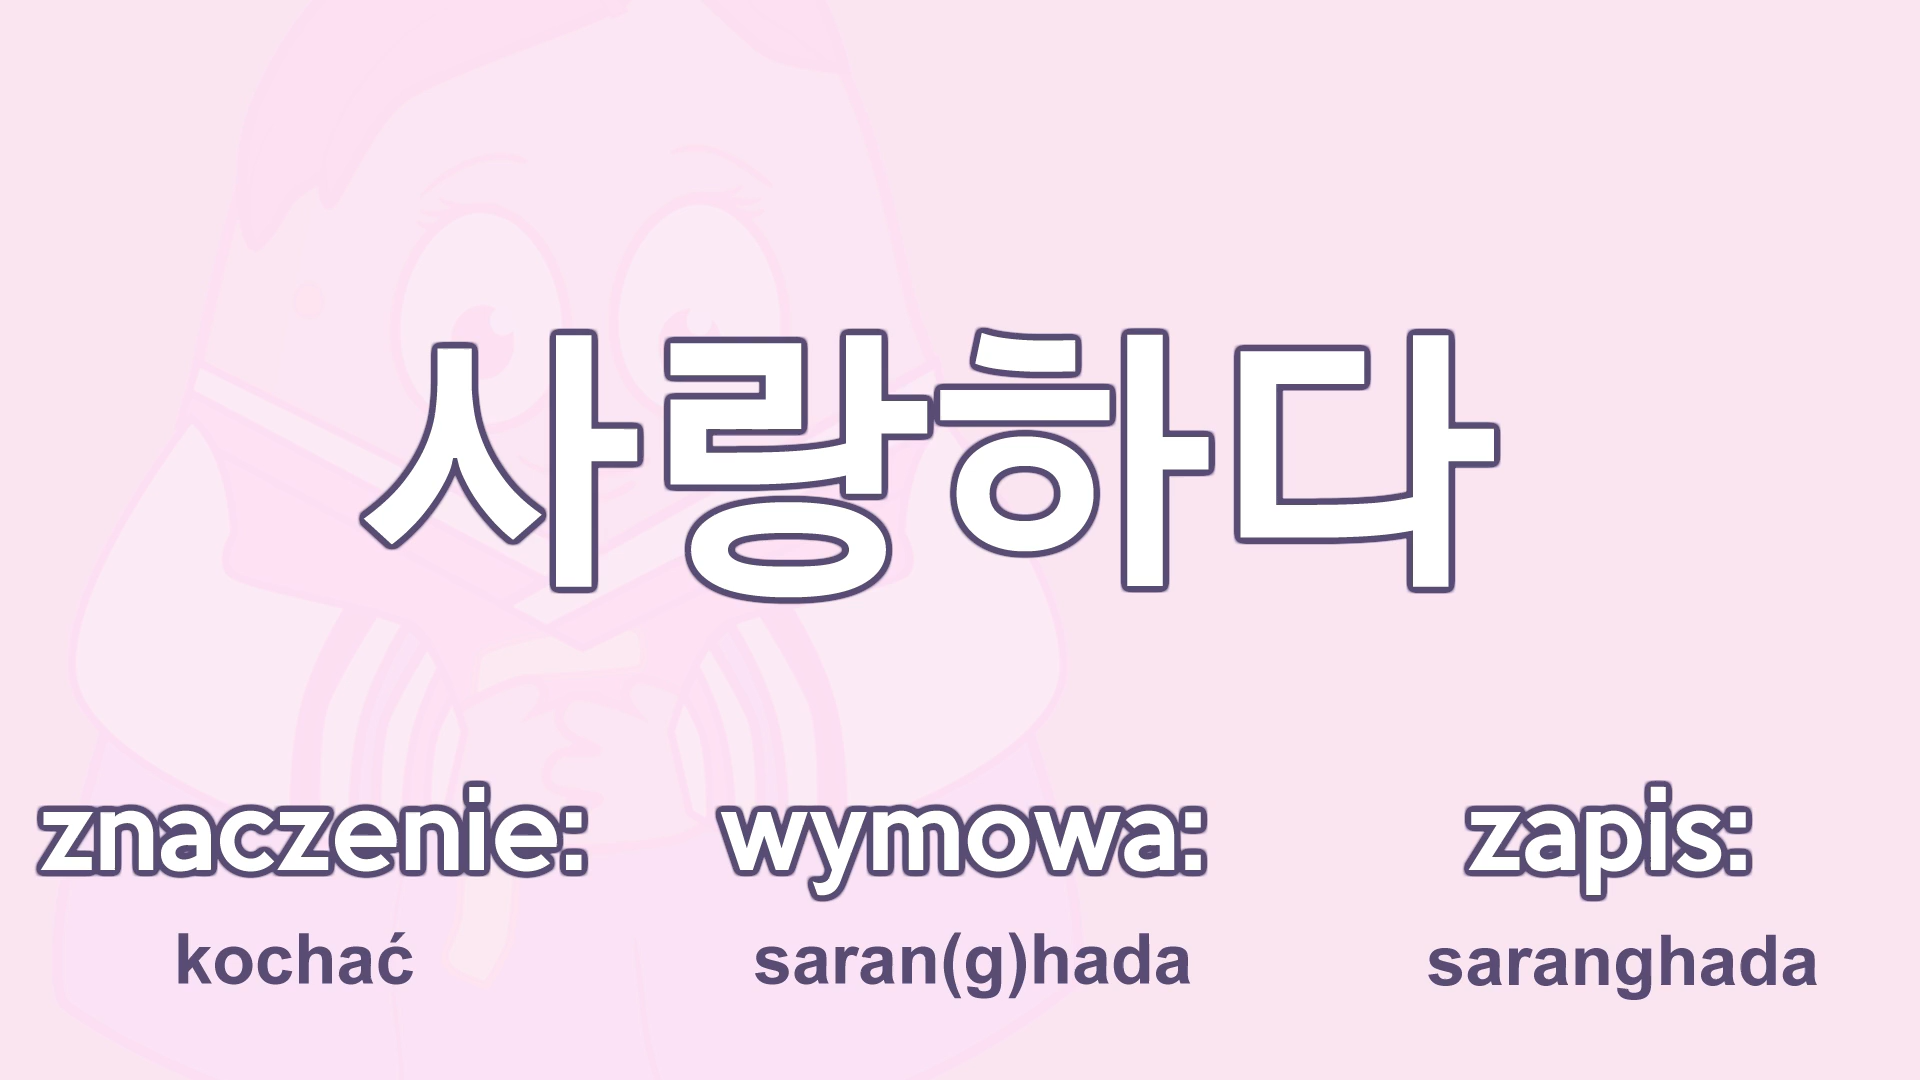 사랑하다
znaczenie: wymowa: zapis:
kochać saran(g)hada saranghada